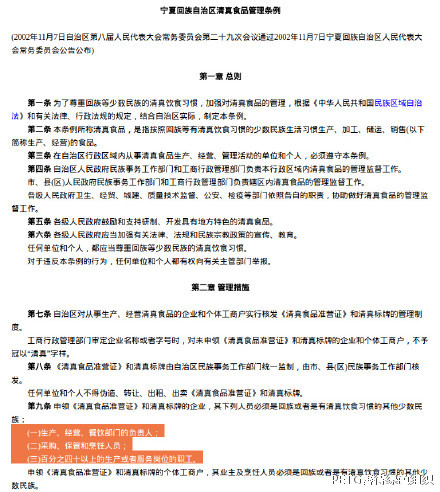 宁夏回族自治区清真食品管理条例
(2002年11月7日自治区第八届人民代表大会常务委员会第二十九次会议通过2002年11月7日宁夏回族自治区人民代表大
会常务委员会公告公布)
第一章 总则
第一条 为了尊重回族等少数民族的清真饮食习惯，加强对清真食品的管理，根据《中华人民共和国民族区域自治
法》和有关法律、行政法规的规定，结合自治区实际，制定本条例。
第二条 本条例所称清真食品，是指按照回族等有清真饮食习惯的少数民族生活习惯生产、加工、储运、销售(以下
简称生产、经营)的食品。
第三条 在自治区行政区域内从事清真食品生产、经营、管理活动的单位和个人，必须遵守本条例。
第四条 自治区人民政府民族事务工作部门和工商行政管理部门负责本行政区域内清真食品的管理监督工作。
市、县(区)人民政府民族事务工作部门和工商行政管理部门负责辖区内清真食品的管理监督工作。
各级人民政府卫生、经贸、城建、质量技术监督、公安、检疫等部门依照各自的职责，协助做好清真食品的管理监
督工作。
第五条 各级人民政府鼓励和支持研制、开发具有地方特色的清真食品。
第六条 各级人民政府应当加强有关法律、法规和民族宗教政策的宣传、教育。
任何单位和个人，都应当尊重回族等少数民族的清真饮食习惯。
对于违反本条例的行为，任何单位和个人都有权向有关主管部门举报。
第二章 管理措施
第七条 自治区对从事生产、经营清真食品的企业和个体工商户实行核发《清真食品准营证》和清真标牌的管理制
度。
工商行政管理部门审定企业名称或者字号时，对未申领《清真食品准营证》和清真标牌的企业和个体工商户，不予
冠以“清真”字样。
第八条 《清真食品准营证》和清真标牌由自治区民族事务工作部门统一监制，由市、县(区)民族事务工作部门核
发。
任何单位和个人不得伪造、转让、出租、出卖《清真食品准营证》和清真标牌。
第九条 申领《清真食品准营证》和清真标牌的企业，其下列人员必须是回族或者是有清真饮食习惯的其他少数民
族：
(一)生产、经营、餐饮部门的负责人；
(二)采购、保管和烹饪人员；
(三)百分之四十以上的生产或者服务岗位的职工。
申领《清真食品准营证》和清真标牌的个体工商户，其业主及烹饪人员必须是回族或者是有清真饮食习惯的其他少
数民族。